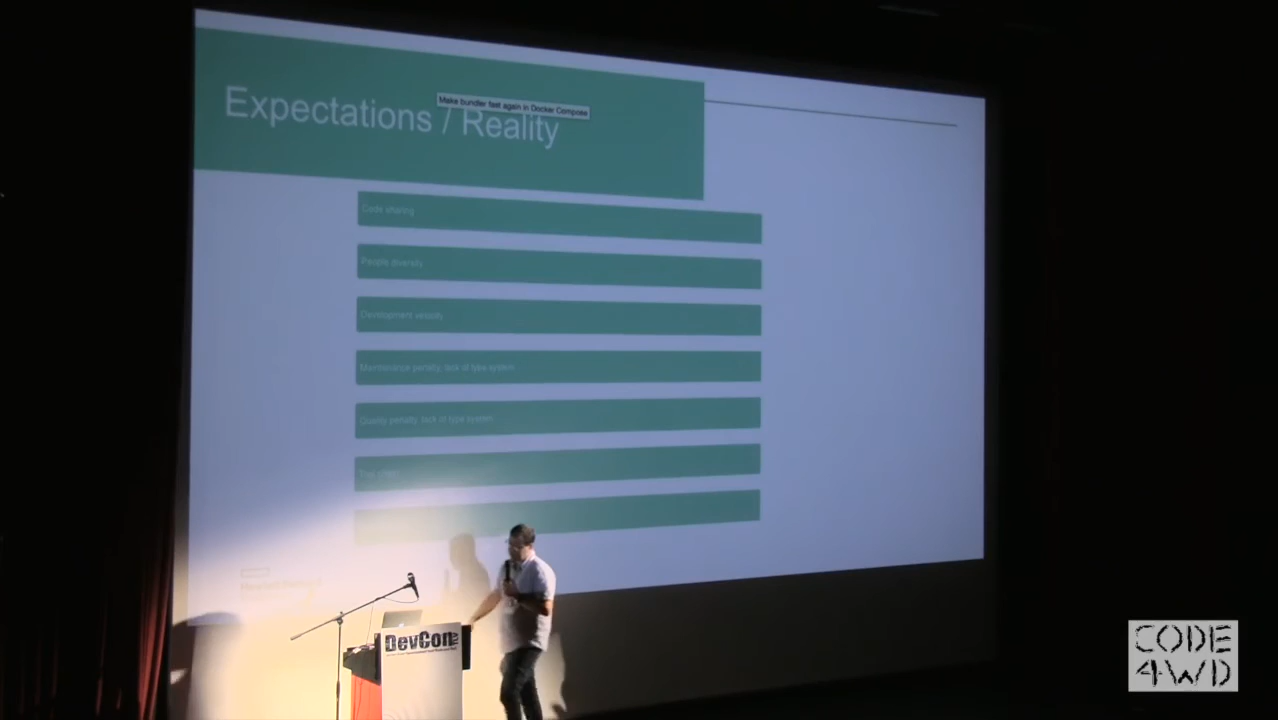 Make bundler fast again in Docker Compose
Expectations / Reality
Code sharing
People diversity
Development velocity
Maintenance penalty: lack of type system
Quality penalty: lack of type system
DevCon
CODE
4WD